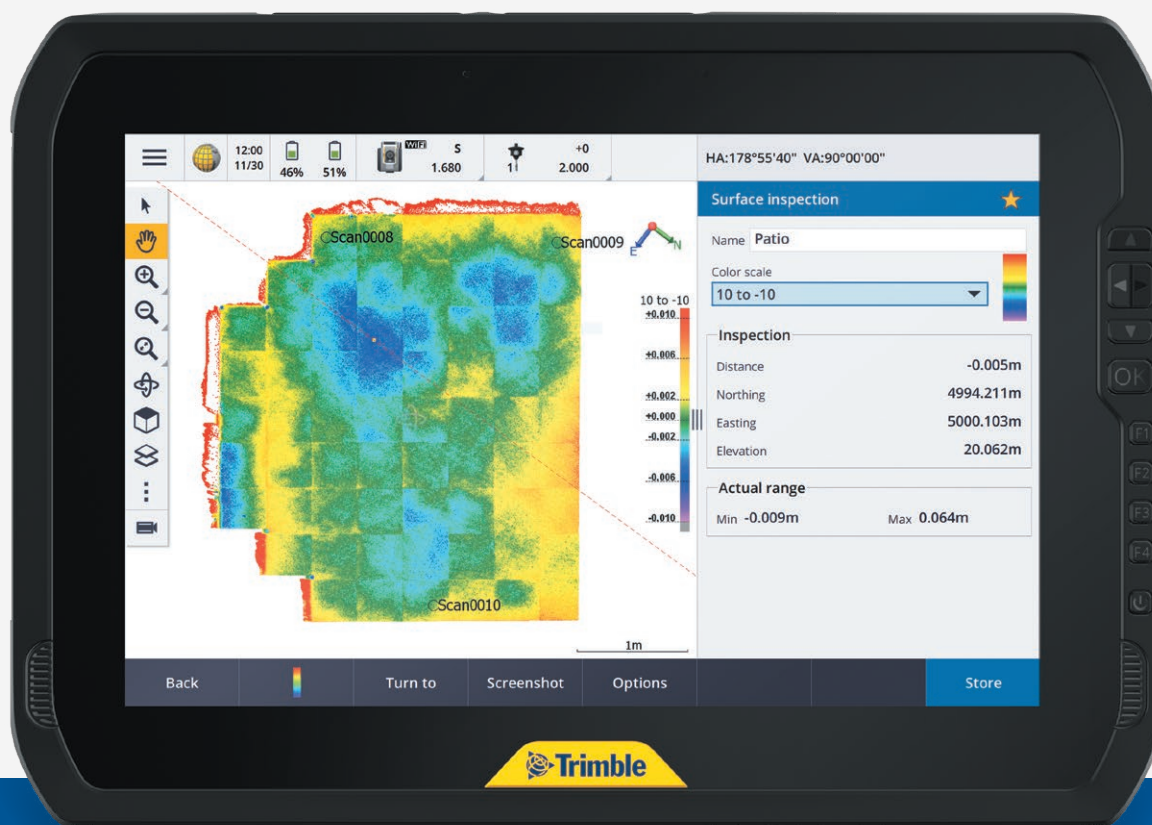 12:00
11/30
46%
51%
WiFi
S
1.680
1
+0
2.000
HA:178°55'40" VA:90°00'00"
Surface inspection
Name Patio
Color scale
10 to -10
Inspection
Distance -0.005m
Northing 4994.211m
Easting 5000.103m
Elevation 20.062m
Actual range
Min -0.009m Max 0.064m
Scan0008
Scan0009
E N
10 to -10
+0.010
+0.006
+0.002
+0.000
-0.002
-0.006
-0.010
Scan0010
1m
Back
Turn to
Screenshot
Options
Store
OK
F1
F2
F3
F4
Trimble